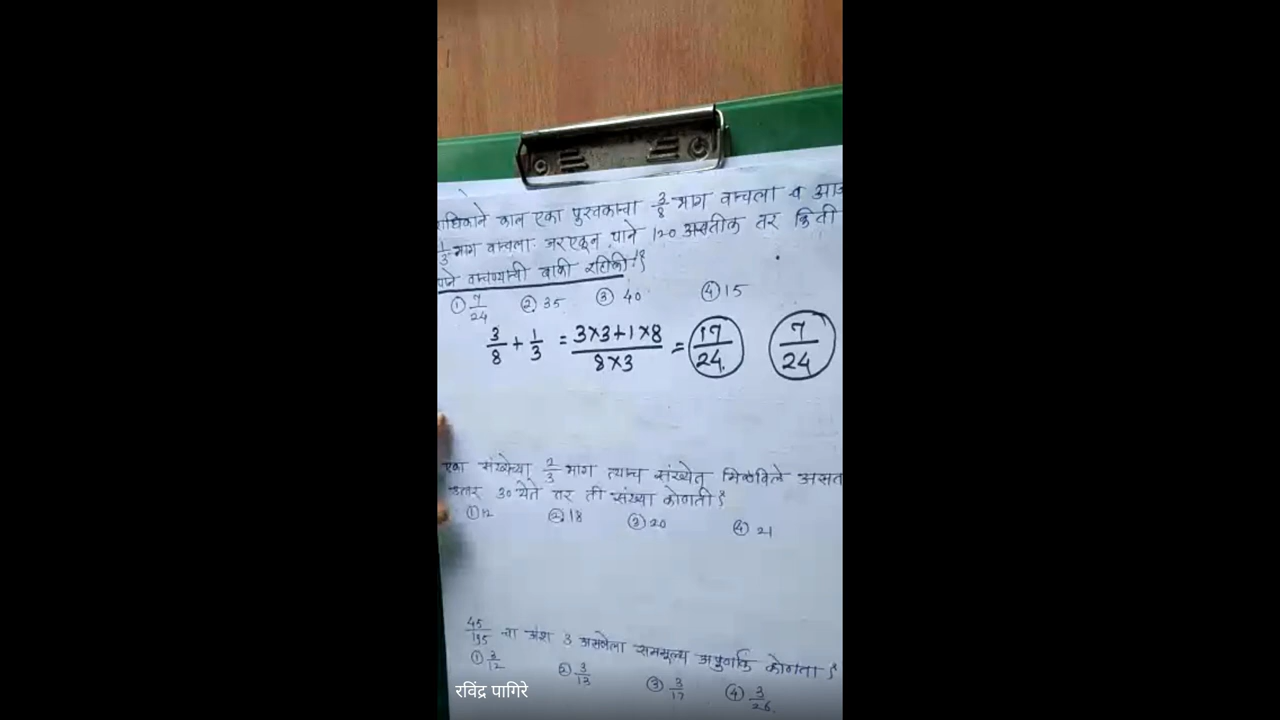 राधिकाने काल एका पुस्तकाचा 3/8 भाग वाचला व आज
1/3 भाग वाचला. जर एकून पाने 120 असतील तर किती
पाने वाचण्याची बाकी राहीली?
① 7/24 ② 35 ③ 40 ④ 15
3/8 + 1/3 = 3×3+1×8/8×3 = 17/24 7/24
एका संख्येच्या 2/3 भाग त्याच संख्येत मिळविले असता
उत्तर 30 येते तर ती संख्या कोणती?
① 12 ② 18 ③ 20 ④ 21
45/195 चा अंश 3 असलेला सममूल्य अपुर्णांक कोणता?
① 3/12 ② 3/13 ③ 3/17 ④ 3/26
रविंद्र पागिरे